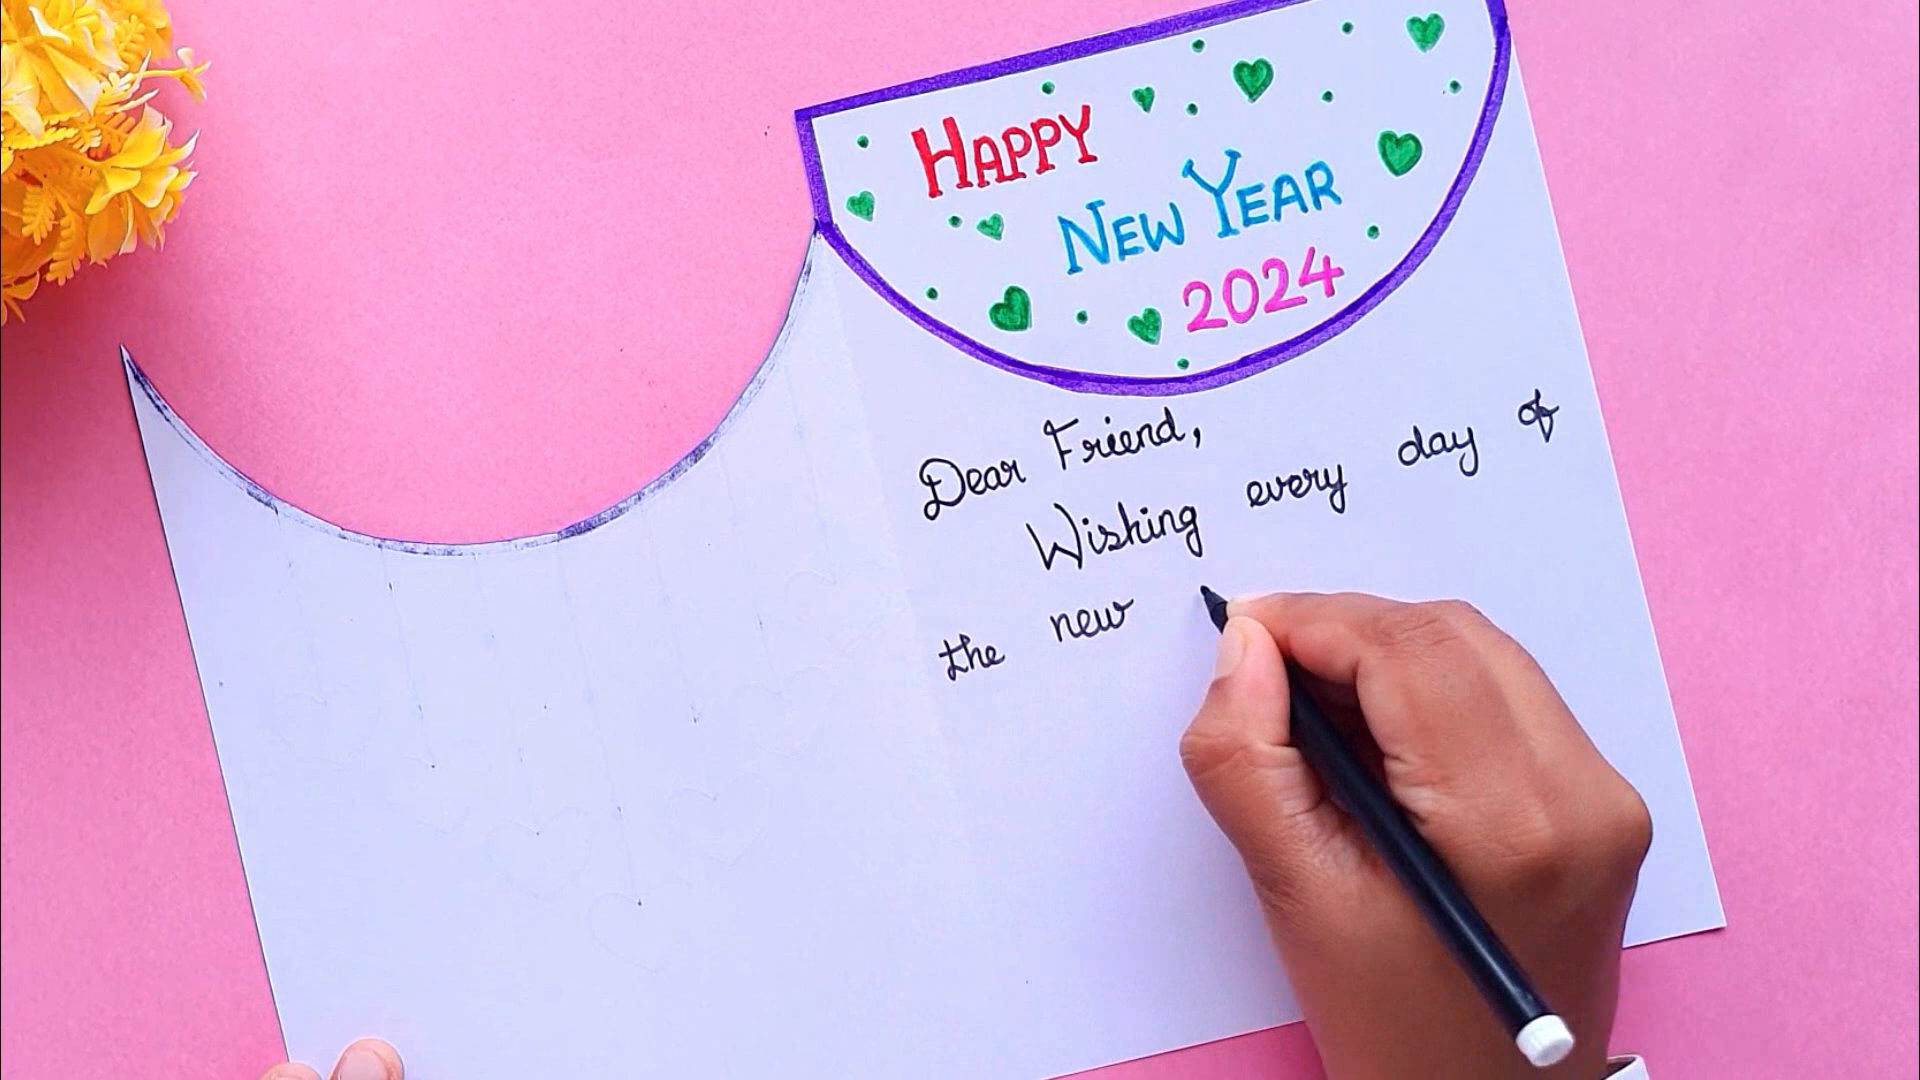 HAPPY
NEW YEAR
2024
Dear Friend,
Wishing every day of
the new